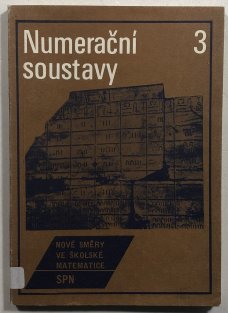 Numerační 3
soustavy
NOVÉ SMĚRY
VE ŠKOLSKÉ
MATEMATICE
SPN